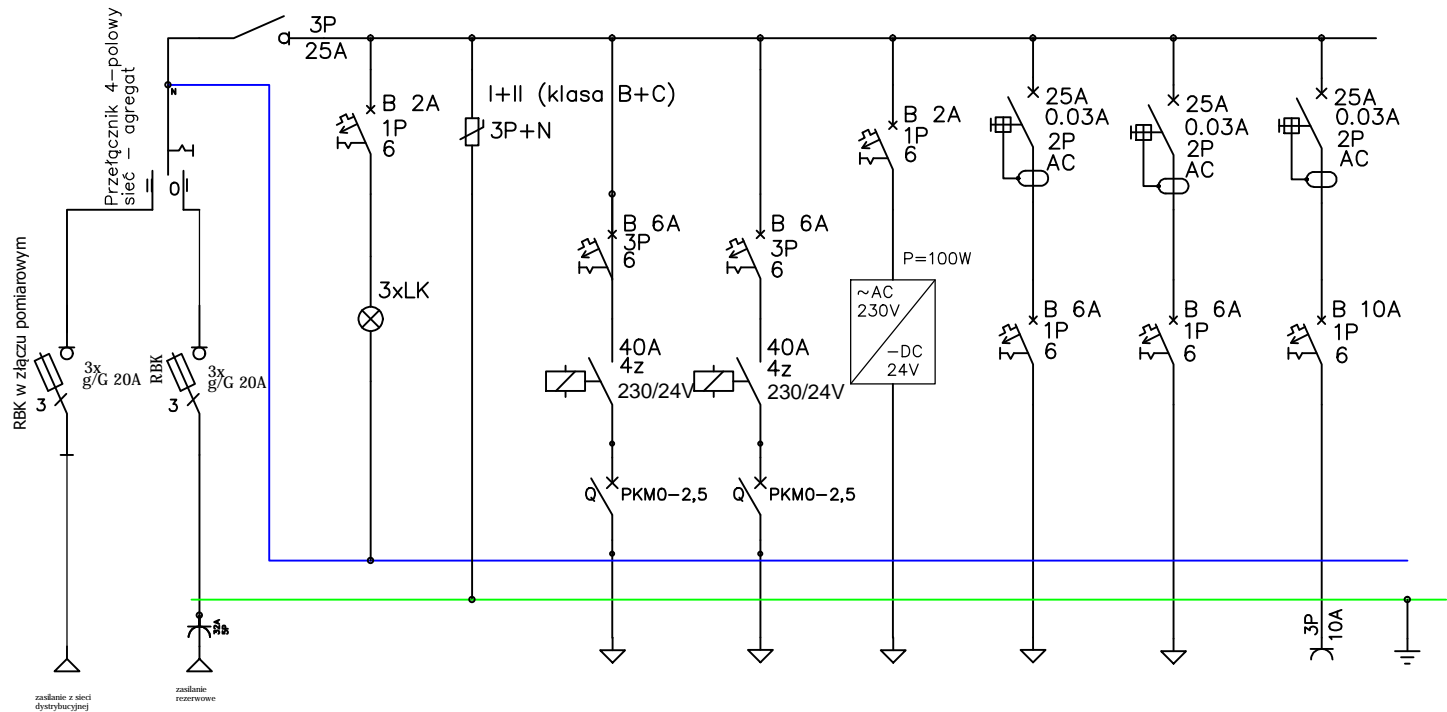 Przełącznik 4-polowy
sieć - agregat
N
0
3P
25A
RBK w złączu pomiarowym
3x
g/G 20A
3
RBK
3x
g/G 20A
3
32A
5P
zasilanie z sieci
dystrybucyjnej
zasilanie
rezerwowe
B 2A
1P
6
3xLK
I+II (klasa B+C)
3P+N
B 6A
3P
6
40A
4z
230/24V
Q
PKM0-2,5
B 6A
3P
6
40A
4z
230/24V
Q
PKM0-2,5
B 2A
1P
6
P=100W
~AC
230V
-DC
24V
25A
0.03A
2P
AC
B 6A
1P
6
25A
0.03A
2P
AC
B 6A
1P
6
25A
0.03A
2P
AC
B 10A
1P
6
3P
10A